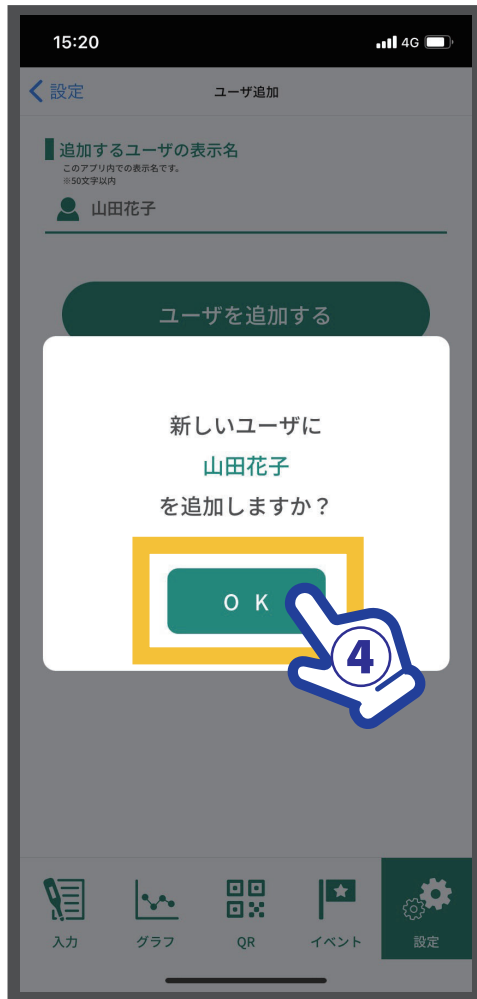 15:20
4G
設定
ユーザ追加
追加するユーザの表示名
このアプリ内での表示名です。
※50文字以内
山田花子
ユーザを追加する
新しいユーザに
山田花子
を追加しますか？
ＯＫ
4
入力
グラフ
QR
イベント
設定